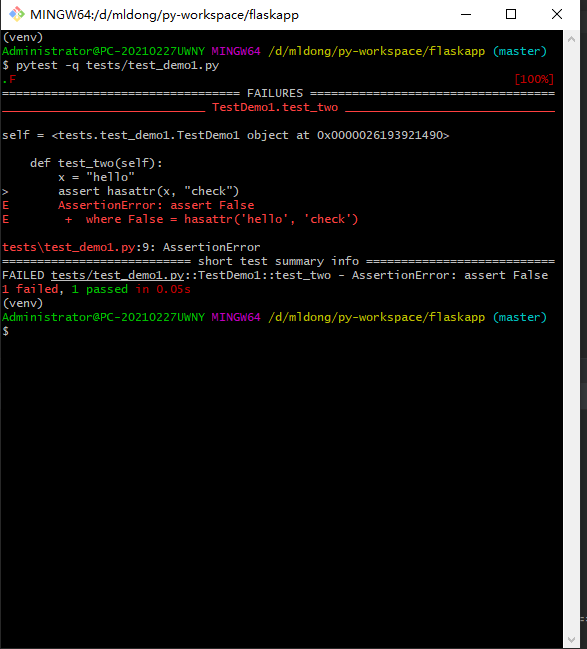 MINGW64:/d/mldong/py-workspace/flaskapp
(venv)
Administrator@PC-20210227UWNY MINGW64 /d/mldong/py-workspace/flaskapp (master)
$ pytest -q tests/test_demo1.py
.F [100%]
================================== FAILURES ===================================
_____________________________ TestDemo1.test_two ______________________________
self = <tests.test_demo1.TestDemo1 object at 0x0000026193921490>
    def test_two(self):
        x = "hello"
>       assert hasattr(x, "check")
E       AssertionError: assert False
E        +  where False = hasattr('hello', 'check')
tests\test_demo1.py:9: AssertionError
=========================== short test summary info ===========================
FAILED tests/test_demo1.py::TestDemo1::test_two - AssertionError: assert False
1 failed, 1 passed in 0.05s
(venv)
Administrator@PC-20210227UWNY MINGW64 /d/mldong/py-workspace/flaskapp (master)
$